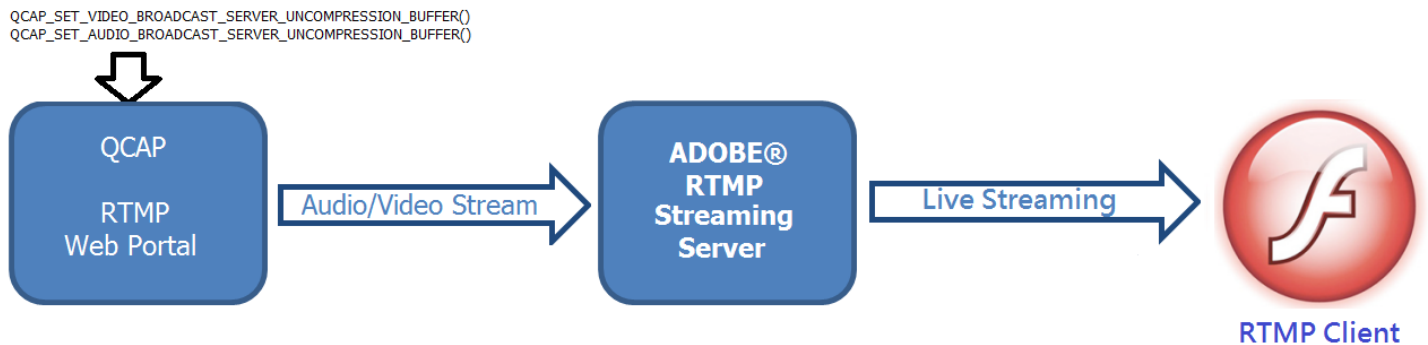 QCAP_SET_VIDEO_BROADCAST_SERVER_UNCOMPRESSION_BUFFER()
QCAP_SET_AUDIO_BROADCAST_SERVER_UNCOMPRESSION_BUFFER()
QCAP
RTMP
Web Portal
Audio/Video Stream
ADOBE®
RTMP
Streaming
Server
Live Streaming
RTMP Client